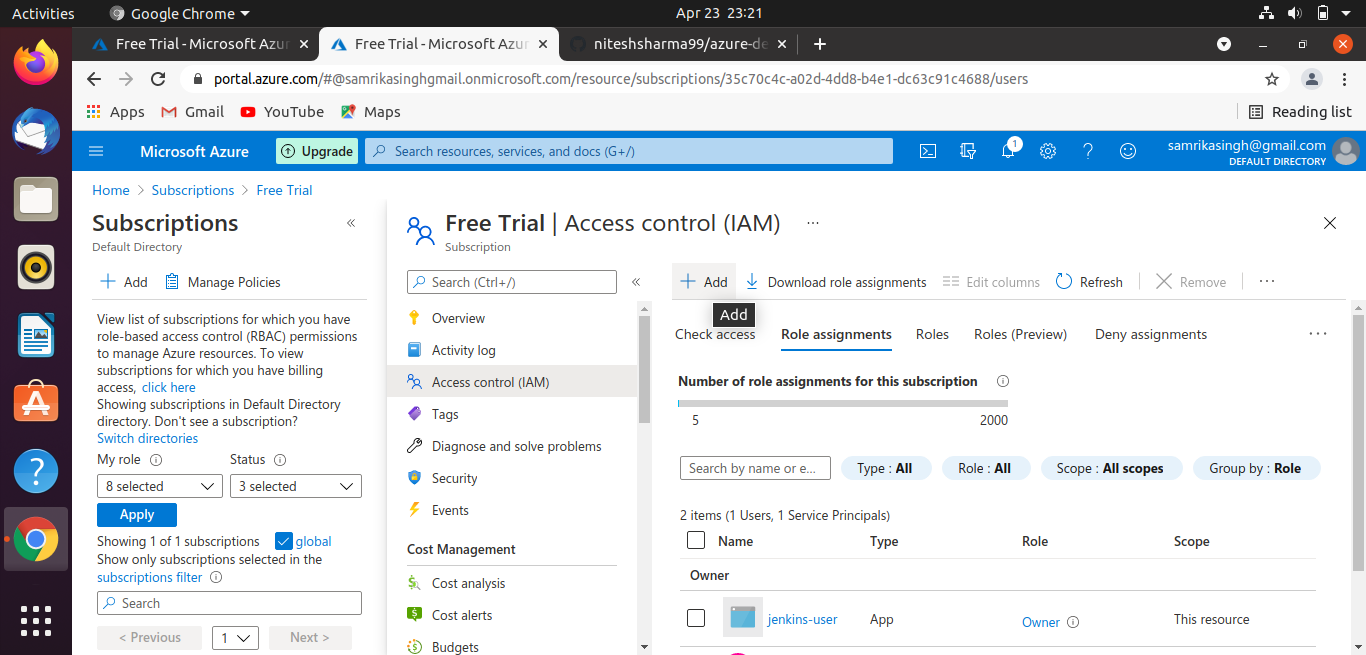 Activities
Google Chrome
Apr 23 23:21
Free Trial - Microsoft Azur
Free Trial - Microsoft Azur
niteshsharma99/azure-de
portal.azure.com/#@samrikasinghgmail.onmicrosoft.com/resource/subscriptions/35c70c4c-a02d-4dd8-b4e1-dc63c91c4688/users
Apps
Gmail
YouTube
Maps
Reading list
Microsoft Azure
Upgrade
Search resources, services, and docs (G+/)
1
samrikasingh@gmail.com
DEFAULT DIRECTORY
Home > Subscriptions > Free Trial
Subscriptions
Default Directory
Add
Manage Policies
View list of subscriptions for which you have
role-based access control (RBAC) permissions
to manage Azure resources. To view
subscriptions for which you have billing
access, click here
Showing subscriptions in Default Directory
directory. Don't see a subscription?
Switch directories
My role
Status
8 selected
3 selected
Apply
Showing 1 of 1 subscriptions
global
Show only subscriptions selected in the
subscriptions filter
Search
< Previous
1
Next >
Free Trial | Access control (IAM)
Subscription
Search (Ctrl+/)
Overview
Activity log
Access control (IAM)
Tags
Diagnose and solve problems
Security
Events
Cost Management
Cost analysis
Cost alerts
Budgets
Add
Download role assignments
Edit columns
Refresh
Remove
Add
Check access
Role assignments
Roles
Roles (Preview)
Deny assignments
Number of role assignments for this subscription
5
2000
Search by name or e...
Type : All
Role : All
Scope : All scopes
Group by : Role
2 items (1 Users, 1 Service Principals)
Name
Type
Role
Scope
Owner
jenkins-user
App
Owner
This resource